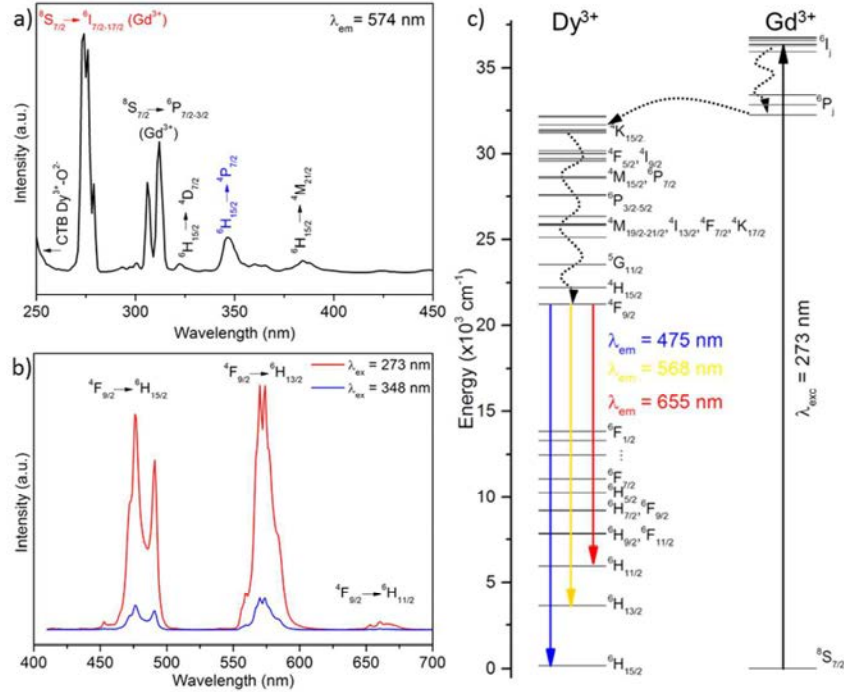 a)
⁸S₇/₂ → ⁶I₇/₂₋₁₇/₂ (Gd³⁺)
λₑₘ = 574 nm
⁸S₇/₂ → ⁶P₇/₂₋₃/₂
(Gd³⁺)
CTB Dy³⁺-O²⁻
⁶H₁₅/₂ → ⁴D₇/₂
⁶H₁₅/₂ → ⁴P₇/₂
⁶H₁₅/₂ → ⁴M₂₁/₂
Intensity (a.u.)
250 275 300 325 350 375 400 425 450
Wavelength (nm)
b)
λₑₓ = 273 nm
λₑₓ = 348 nm
⁴F₉/₂ → ⁶H₁₅/₂
⁴F₉/₂ → ⁶H₁₃/₂
⁴F₉/₂ → ⁶H₁₁/₂
Intensity (a.u.)
400 450 500 550 600 650 700
Wavelength (nm)
c)
Dy³⁺
Gd³⁺
Energy (x10³ cm⁻¹)
35
30
25
20
15
10
5
0
⁶Iⱼ
⁶Pⱼ
⁴K₁₅/₂
⁴F₅/₂,⁴I₉/₂
⁴M₁₅/₂,⁶P₇/₂
⁶P₃/₂₋₅/₂
⁴M₁₉/₂₋₂₁/₂,⁴I₁₃/₂,⁴F₇/₂,⁴K₁₇/₂
⁵G₁₁/₂
⁴H₁₅/₂
⁴F₉/₂
λₑₘ = 475 nm
λₑₘ = 568 nm
λₑₘ = 655 nm
λₑₓc = 273 nm
⁶F₁/₂
⋮
⁶F₇/₂
⁶H₅/₂
⁶H₇/₂,⁶F₉/₂
⁶H₉/₂,⁶F₁₁/₂
⁶H₁₁/₂
⁶H₁₃/₂
⁶H₁₅/₂
⁸S₇/₂